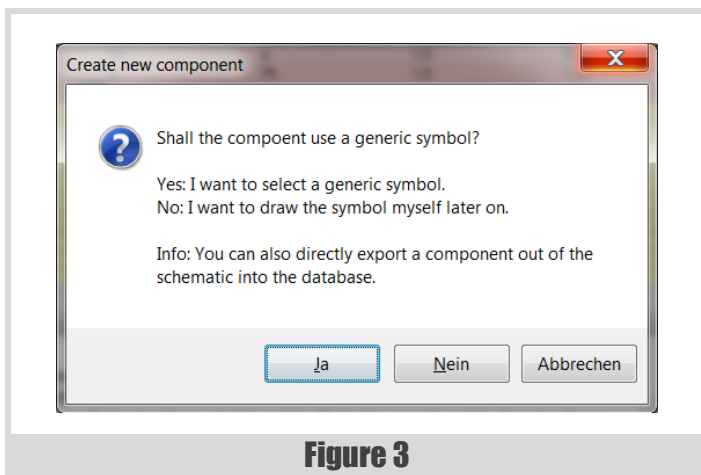 Create new component
Shall the compoent use a generic symbol?
Yes: I want to select a generic symbol.
No: I want to draw the symbol myself later on.
Info: You can also directly export a component out of the
schematic into the database.
Ja
Nein
Abbrechen
Figure 3